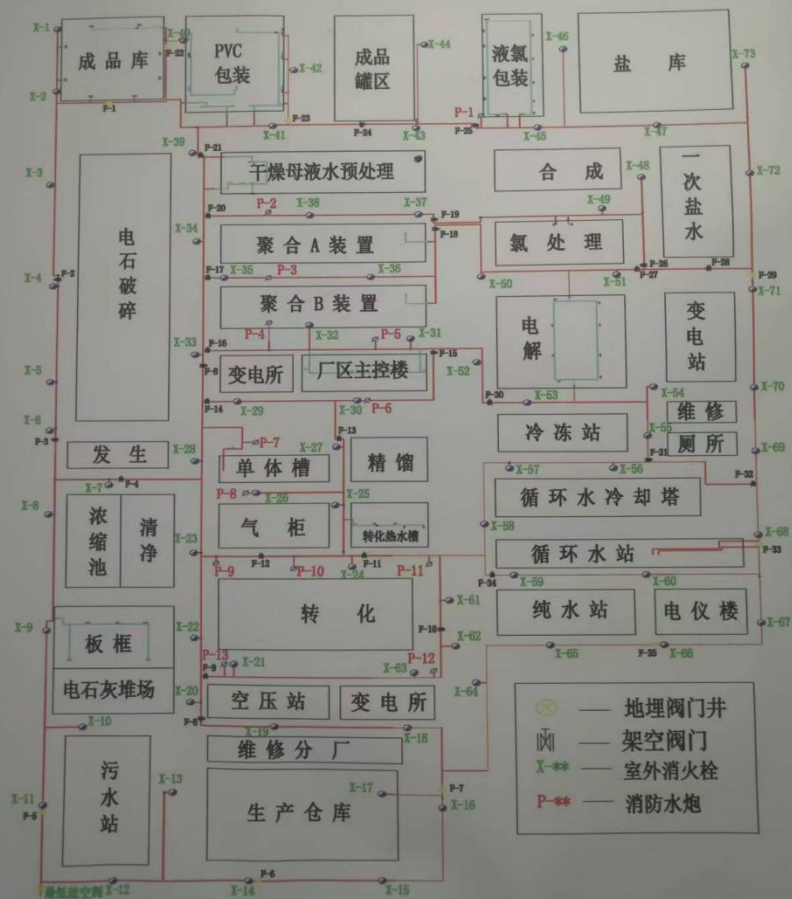 X-1
X-40
F-22
成品库
PVC
包装
X-42
成品
罐区
X-44
液氯
包装
X-46
盐库
X-73
X-2
F-1
F-23
P-1
X-39
X-41
F-24
X-43
F-25
X-45
X-47
F-21
X-3
干燥母液水预处理
合成
X-48
一次盐水
X-72
F-20
P-2
X-38
X-37
F-19
X-49
电石破碎
X-34
聚合A装置
F-18
氯处理
X-4
F-2
F-17
X-35
P-3
X-36
X-50
X-51
F-26
F-27
F-28
F-29
X-71
聚合B装置
电解
变电站
P-4
X-32
P-5
X-31
X-33
F-16
F-15
X-52
X-5
F-8
变电所
厂区主控楼
X-54
X-70
F-14
X-29
X-30
P-6
F-30
X-53
维修
X-6
F-3
F-13
冷冻站
X-55
厕所
P-7
X-27
X-69
发生
X-28
单体槽
精馏
F-31
X-57
X-56
F-32
X-7
F-4
P-8
X-26
X-25
循环水冷却塔
X-8
浓缩池
清净
气柜
转化热水槽
X-58
X-68
X-23
循环水站
F-33
P-9
F-12
P-10
X-24
F-11
P-11
F-34
X-59
X-60
转化
X-61
纯水站
电仪楼
X-9
板框
X-22
F-10
X-67
P-13
X-62
F-9
X-21
X-63
P-12
X-65
F-35
X-66
电石灰堆场
X-20
空压站
变电所
X-64
X-10
F-5
X-19
X-18
地埋阀门井
维修分厂
架空阀门
污水站
X-13
X-17
F-7
X-**
室外消火栓
X-11
F-5
生产仓库
X-16
P-**
消防水炮
最低放空阀
X-12
X-14
F-6
X-15